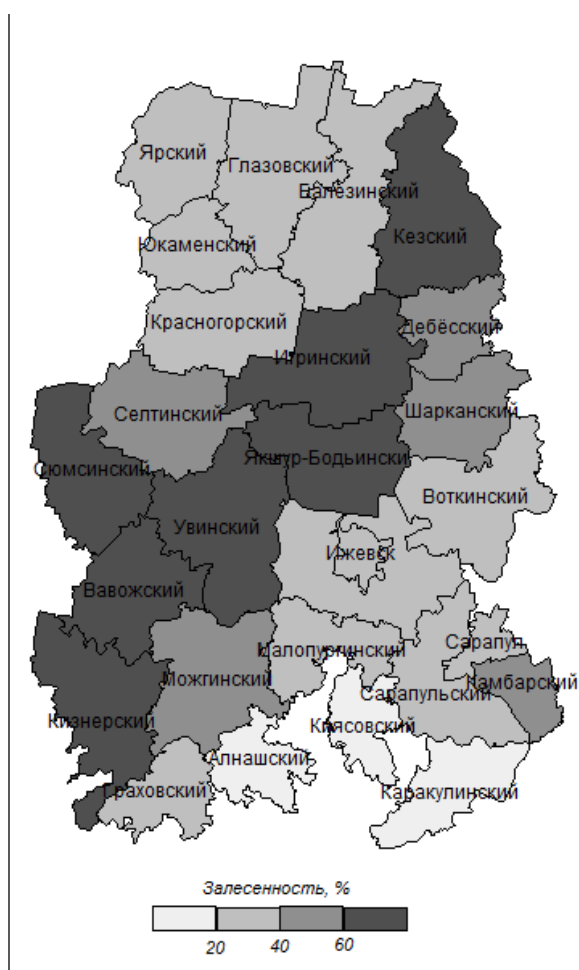 Ярский
Глазовский
Балезинский
Кезский
Юкаменский
Красногорский
Дебёсский
Игринский
Селтинский
Шарканский
Сюмсинский
Якшур-Бодьински
Воткинский
Увинский
Ижевск
Вавожский
Сарапул
Малопургинский
Можгинский
Сарапульский
Камбарский
Кизнерский
Киясовский
Алнашский
Граховский
Каракулинский
Залесенность, %
20 40 60